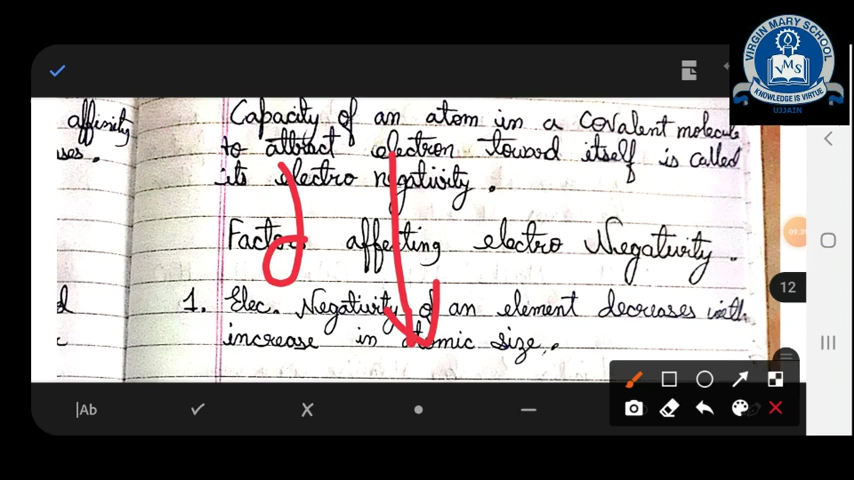 VIRGIN MARY SCHOOL
VMS
KNOWLEDGE IS VIRTUE
UJJAIN
affinity
ses.
Capacity of an atom in a covalent molecule
to attract electron toward itself is called
its electro negativity.
Factors affecting electro Negativity.
1. Elec. Negativity of an element decreases with
increase in atomic size.
12
|Ab